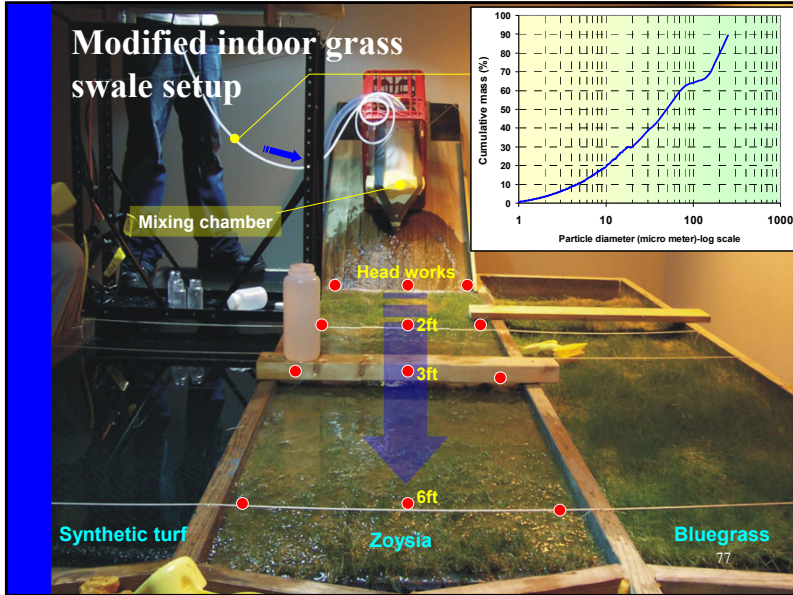 Modified indoor grass
swale setup
Cumulative mass (%)
100
90
80
70
60
50
40
30
20
10
0
1 10 100 1000
Particle diameter (micro meter)-log scale
Mixing chamber
Head works
2ft
3ft
6ft
Synthetic turf
Zoysia
Bluegrass
77